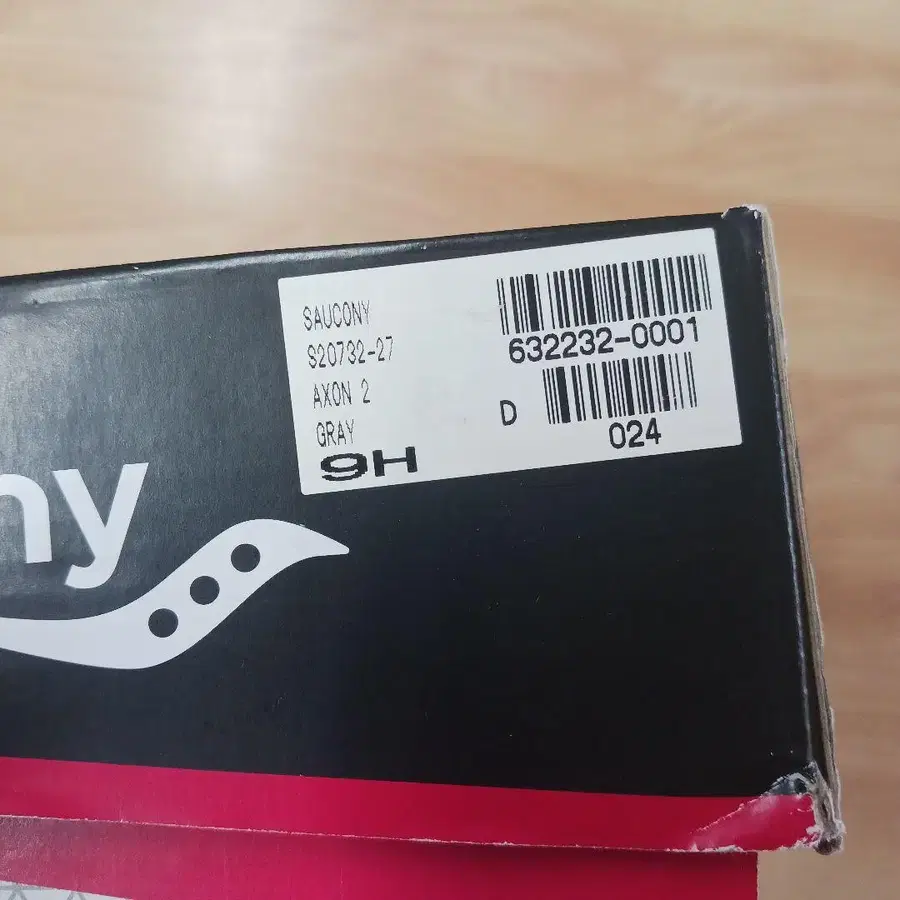 SAUCONY
S20732-27
AXON 2
GRAY
9H
632232-0001
D
024
ny